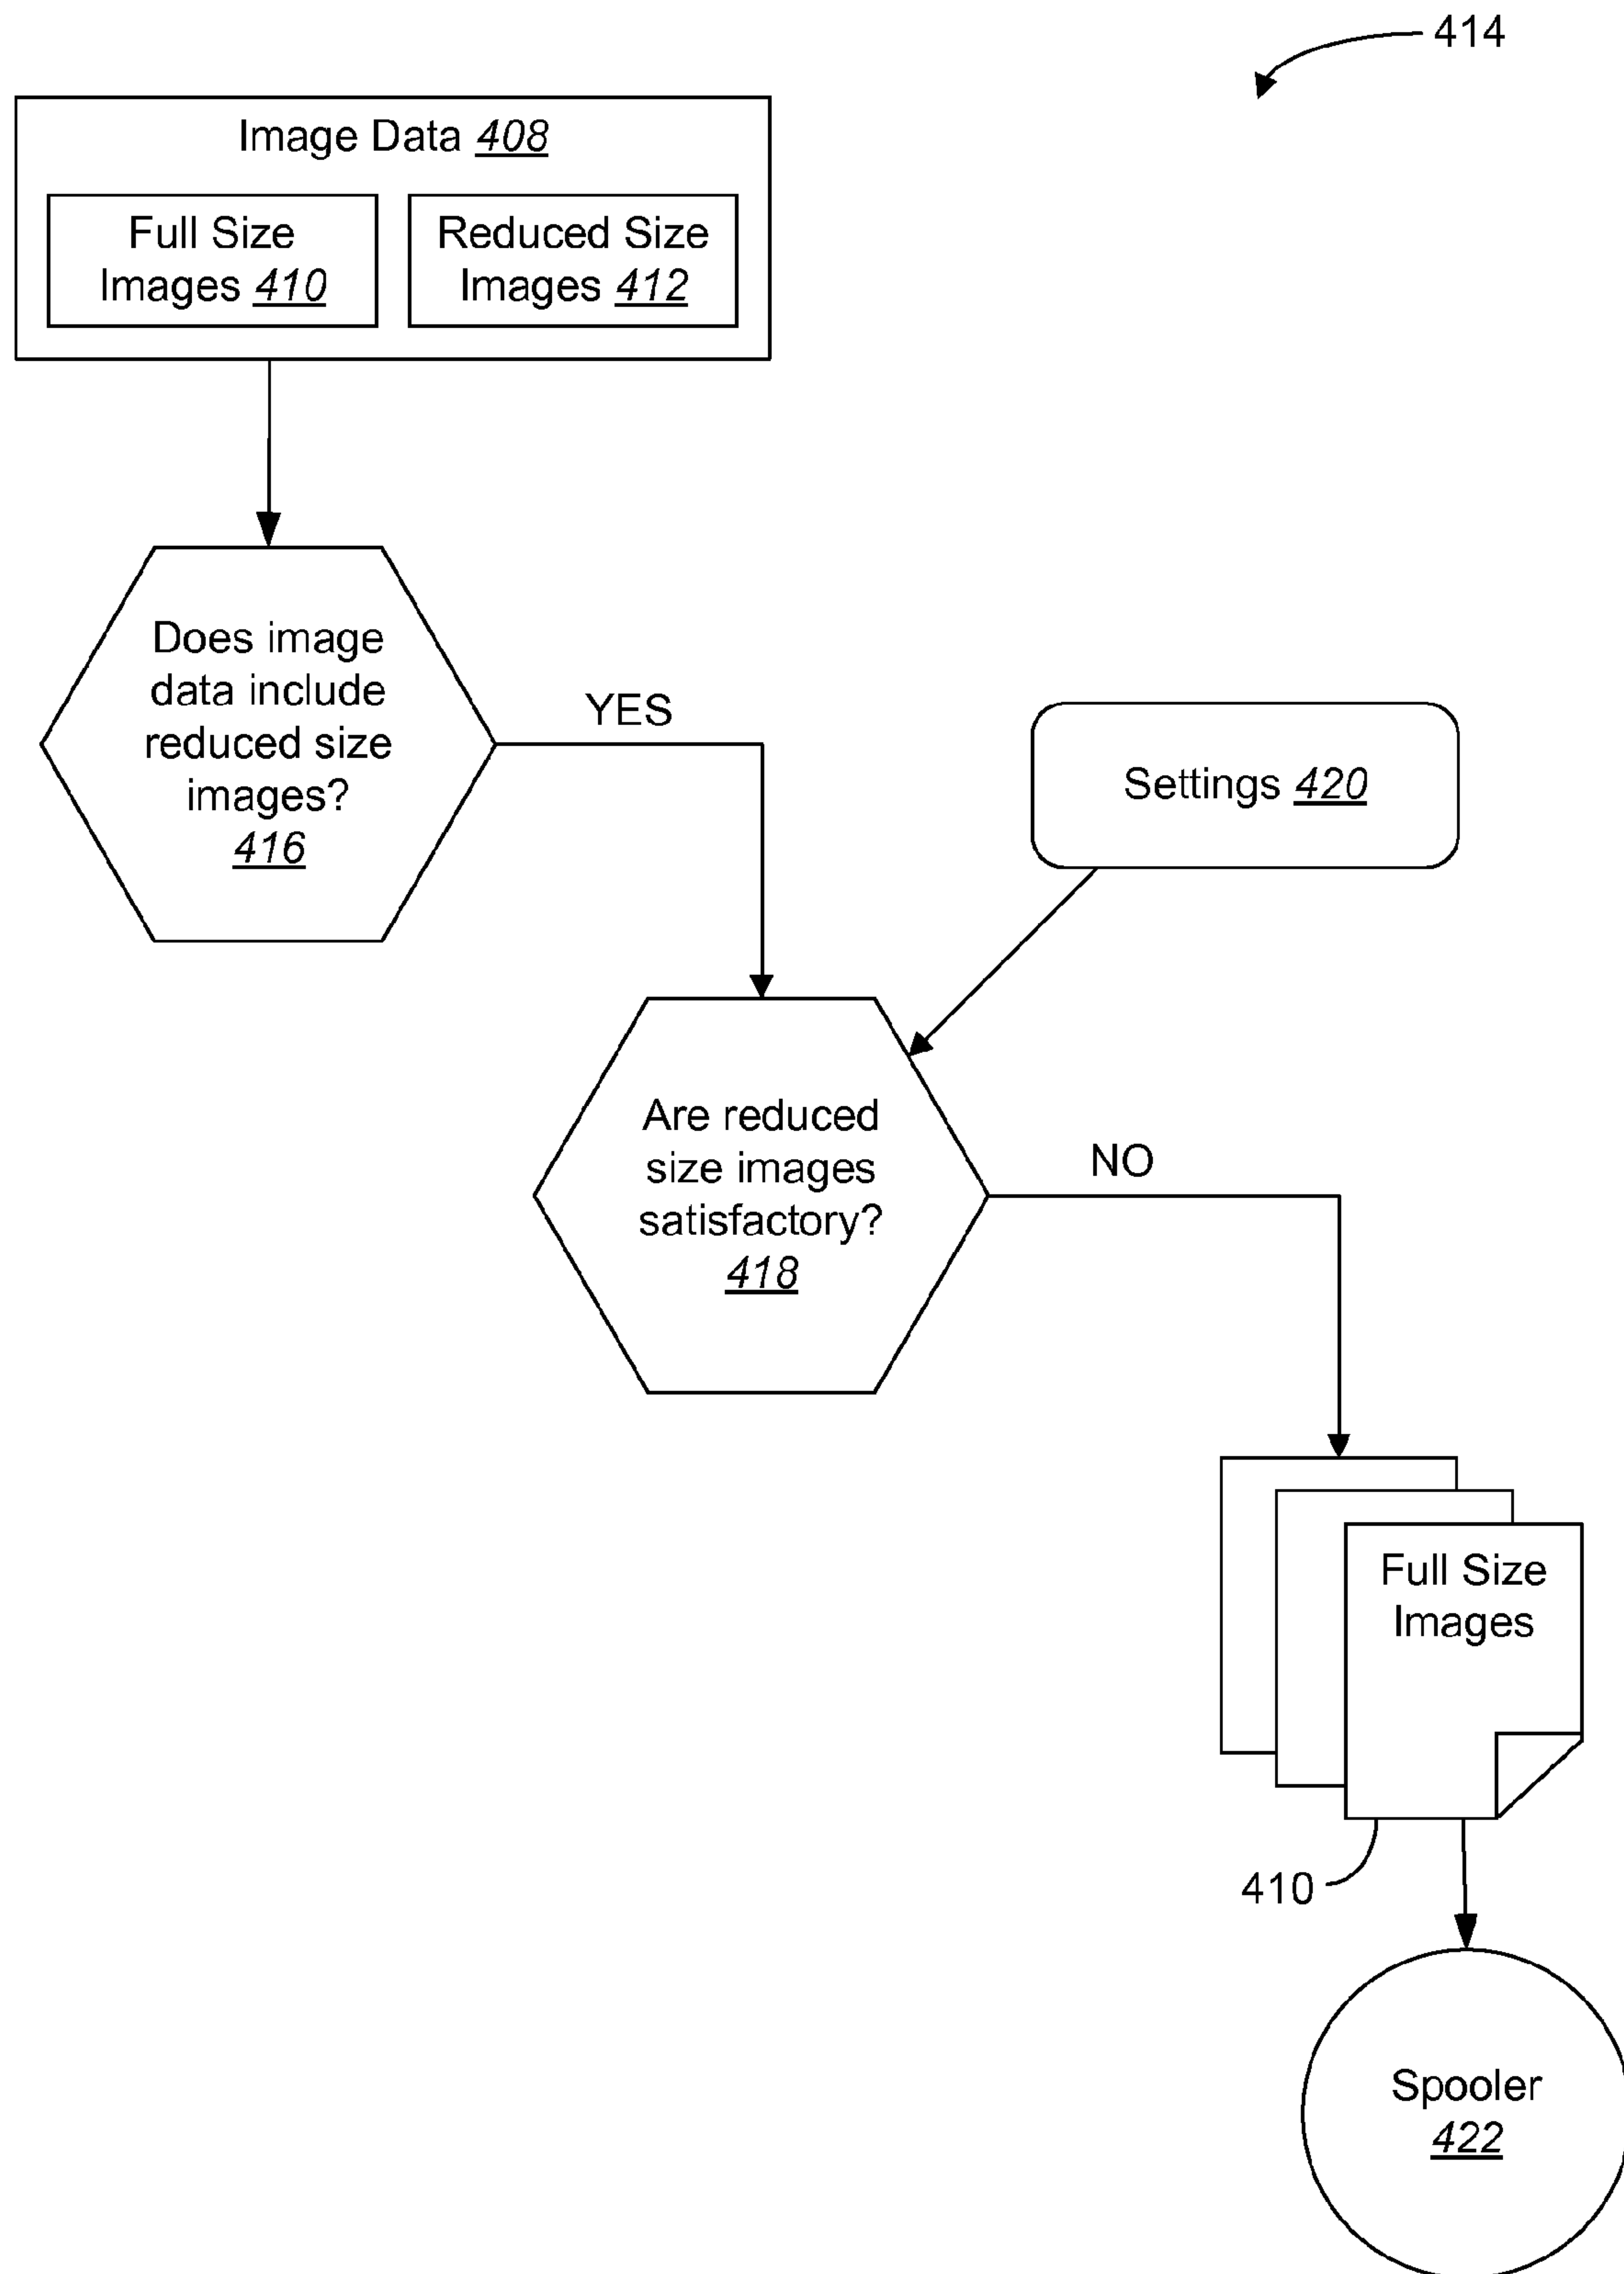 414
Image Data 408
Full Size
Images 410
Reduced Size
Images 412
Does image
data include
reduced size
images?
416
YES
Settings 420
Are reduced
size images
satisfactory?
418
NO
Full Size
Images
410
Spooler
422